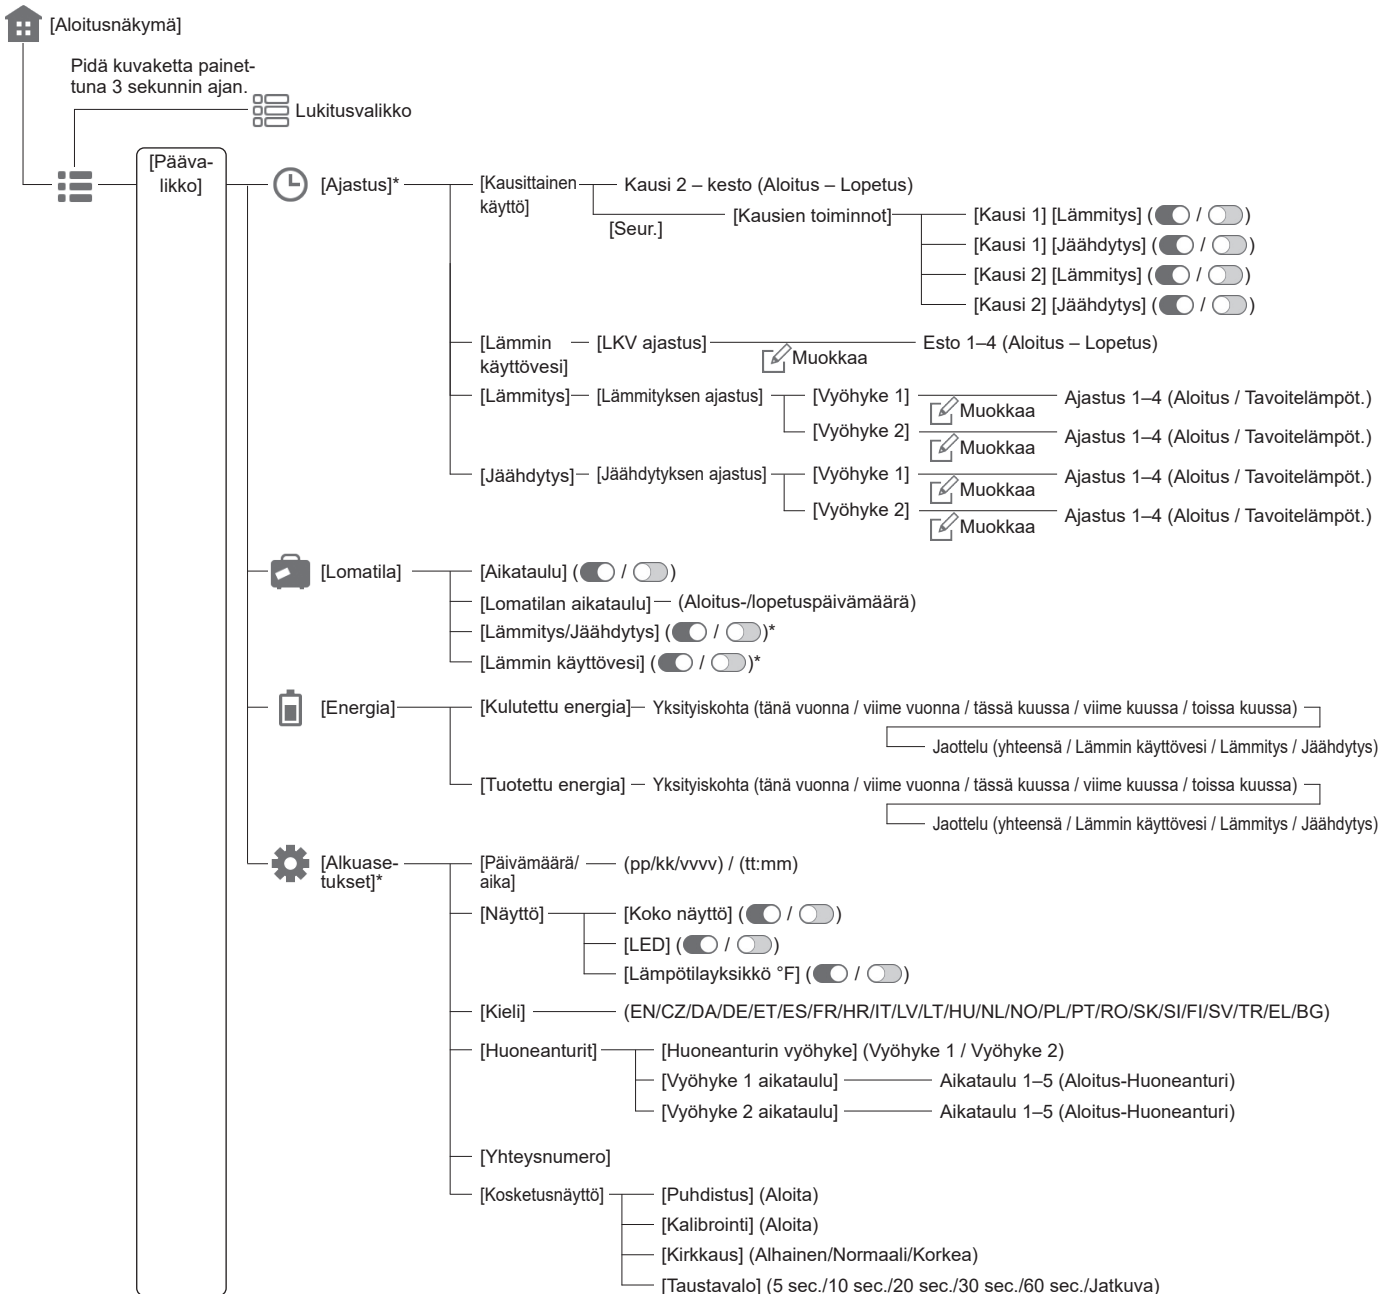 [Aloitusnäkymä]
Pidä kuvaketta painet-
tuna 3 sekunnin ajan.
Lukitusvalikko
[Pääva-
likko]
[Ajastus]*
[Kausittainen
käyttö]
Kausi 2 – kesto (Aloitus – Lopetus)
[Seur.]
[Kausien toiminnot]
[Kausi 1] [Lämmitys] ( / )
[Kausi 1] [Jäähdytys] ( / )
[Kausi 2] [Lämmitys] ( / )
[Kausi 2] [Jäähdytys] ( / )
[Lämmin
käyttövesi]
[LKV ajastus]
Muokkaa
Esto 1–4 (Aloitus – Lopetus)
[Lämmitys]
[Lämmityksen ajastus]
[Vyöhyke 1]
Muokkaa
Ajastus 1–4 (Aloitus / Tavoitelämpöt.)
[Vyöhyke 2]
Muokkaa
Ajastus 1–4 (Aloitus / Tavoitelämpöt.)
[Jäähdytys]
[Jäähdytyksen ajastus]
[Vyöhyke 1]
Muokkaa
Ajastus 1–4 (Aloitus / Tavoitelämpöt.)
[Vyöhyke 2]
Muokkaa
Ajastus 1–4 (Aloitus / Tavoitelämpöt.)
[Lomatila]
[Aikataulu] ( / )
[Lomatilan aikataulu]
(Aloitus-/lopetuspäivämäärä)
[Lämmitys/Jäähdytys] ( / )*
[Lämmin käyttövesi] ( / )*
[Energia]
[Kulutettu energia]
Yksityiskohta (tänä vuonna / viime vuonna / tässä kuussa / viime kuussa / toissa kuussa)
Jaottelu (yhteensä / Lämmin käyttövesi / Lämmitys / Jäähdytys)
[Tuotettu energia]
Yksityiskohta (tänä vuonna / viime vuonna / tässä kuussa / viime kuussa / toissa kuussa)
Jaottelu (yhteensä / Lämmin käyttövesi / Lämmitys / Jäähdytys)
[Alkuase-
tukset]*
[Päivämäärä/
aika]
(pp/kk/vvvv) / (tt:mm)
[Näyttö]
[Koko näyttö] ( / )
[LED] ( / )
[Lämpötilayksikkö °F] ( / )
[Kieli]
(EN/CZ/DA/DE/ET/ES/FR/HR/IT/LV/LT/HU/NL/NO/PL/PT/RO/SK/SI/FI/SV/TR/EL/BG)
[Huoneanturit]
[Huoneanturin vyöhyke] (Vyöhyke 1 / Vyöhyke 2)
[Vyöhyke 1 aikataulu]
Aikataulu 1–5 (Aloitus-Huoneanturi)
[Vyöhyke 2 aikataulu]
Aikataulu 1–5 (Aloitus-Huoneanturi)
[Yhteysnumero]
[Kosketusnäyttö]
[Puhdistus] (Aloita)
[Kalibrointi] (Aloita)
[Kirkkaus] (Alhainen/Normaali/Korkea)
[Taustavalo] (5 sec./10 sec./20 sec./30 sec./60 sec./Jatkuva)